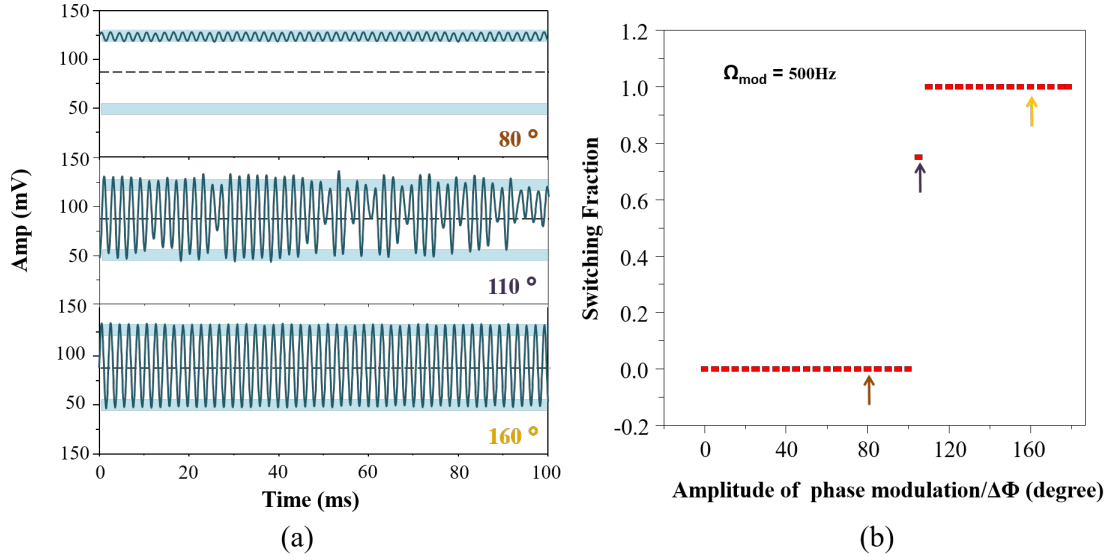 (a)
Amp (mV)
150
100
50
80 °
150
100
50
110 °
150
100
50
160 °
150
0 20 40 60 80 100
Time (ms)
(b)
Switching Fraction
1.2
1.0
0.8
0.6
0.4
0.2
0.0
-0.2
Ωmod = 500Hz
0 40 80 120 160
Amplitude of phase modulation/ΔΦ (degree)
(a)
(b)